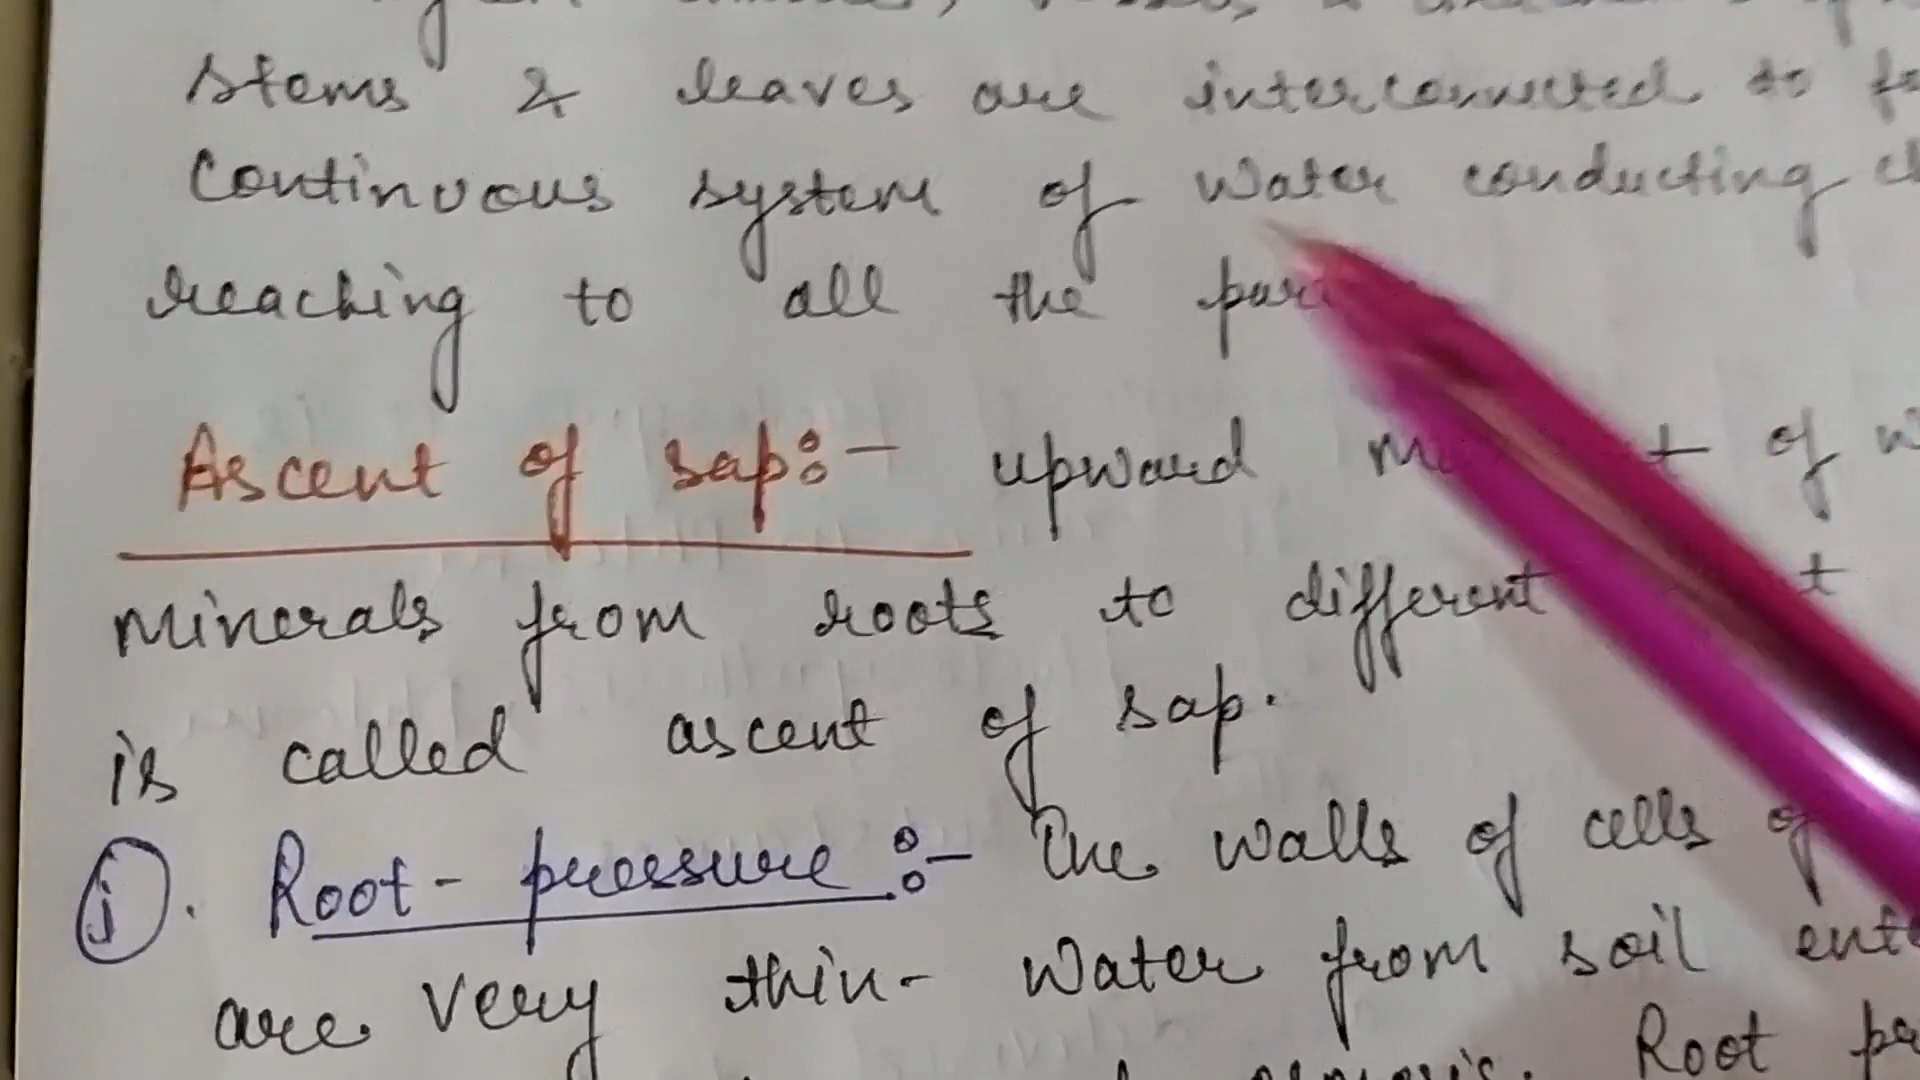 stems & leaves are interconnected to
continuous system of water conducting
reaching to all the
Ascent of sap:- upward of
minerals from roots to different
is called ascent of sap.
(i). Root-pressure :- The walls of cells
are very thin- Water from soil
Root